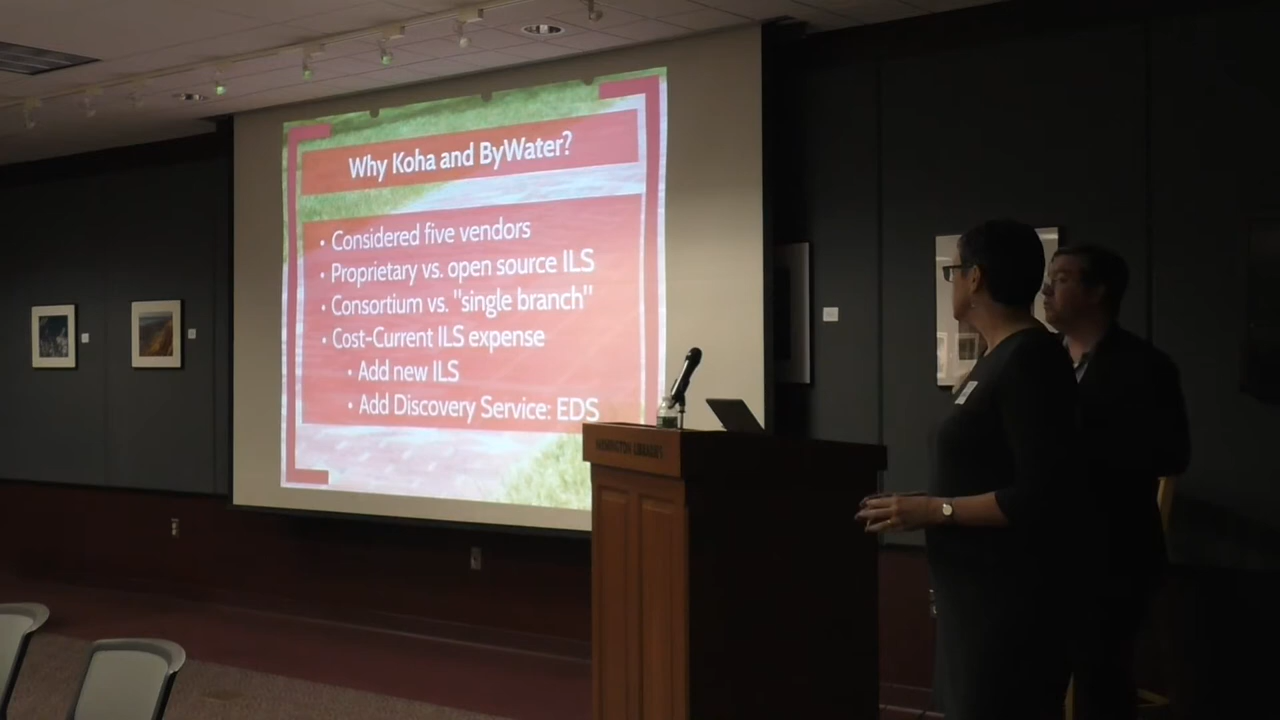 Why Koha and ByWater?
• Considered five vendors
• Proprietary vs. open source ILS
• Consortium vs. "single branch"
• Cost-Current ILS expense
• Add new ILS
• Add Discovery Service: EDS
LIBRARIES